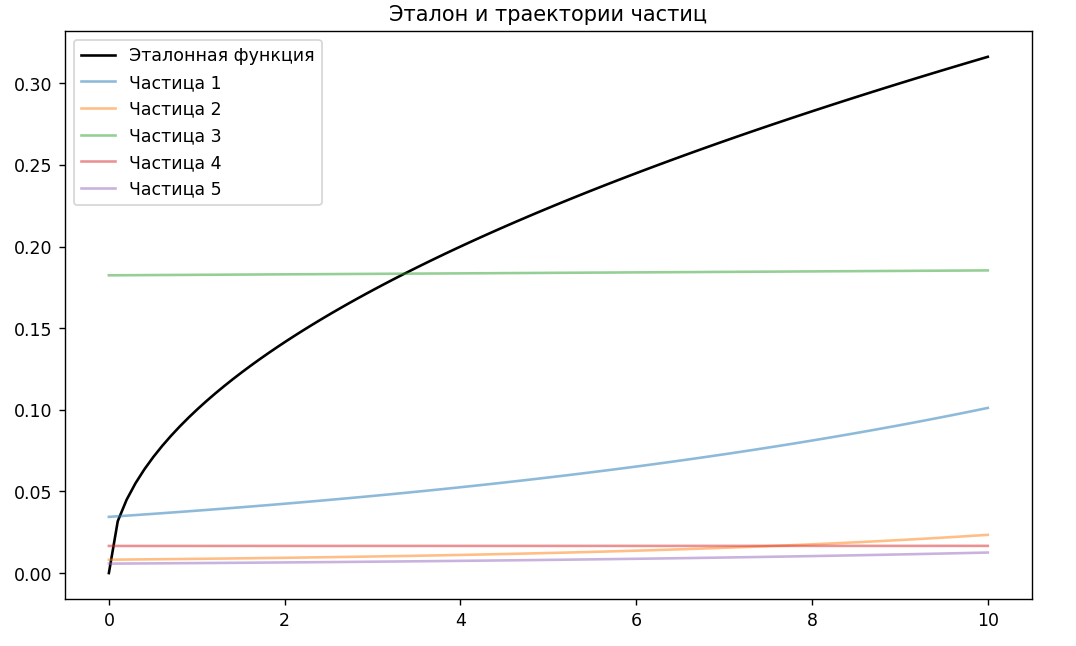 Эталон и траектории частиц
Эталонная функция
Частица 1
Частица 2
Частица 3
Частица 4
Частица 5
0.30
0.25
0.20
0.15
0.10
0.05
0.00
0 2 4 6 8 10